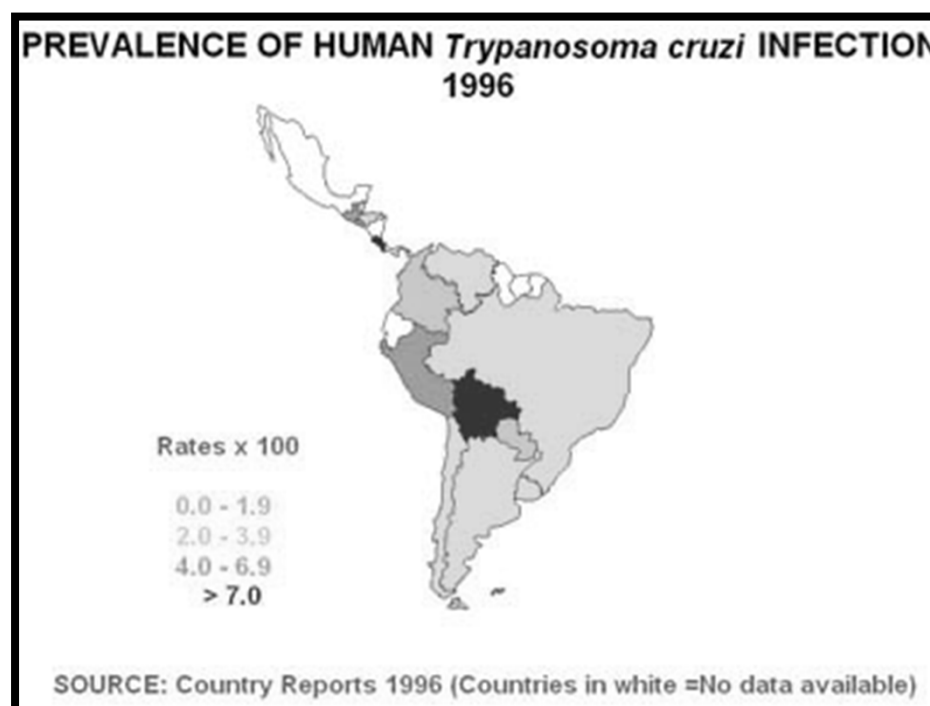 PREVALENCE OF HUMAN Trypanosoma cruzi INFECTION
1996
Rates x 100
0.0 - 1.9
2.0 - 3.9
4.0 - 6.9
> 7.0
SOURCE: Country Reports 1996 (Countries in white =No data available)